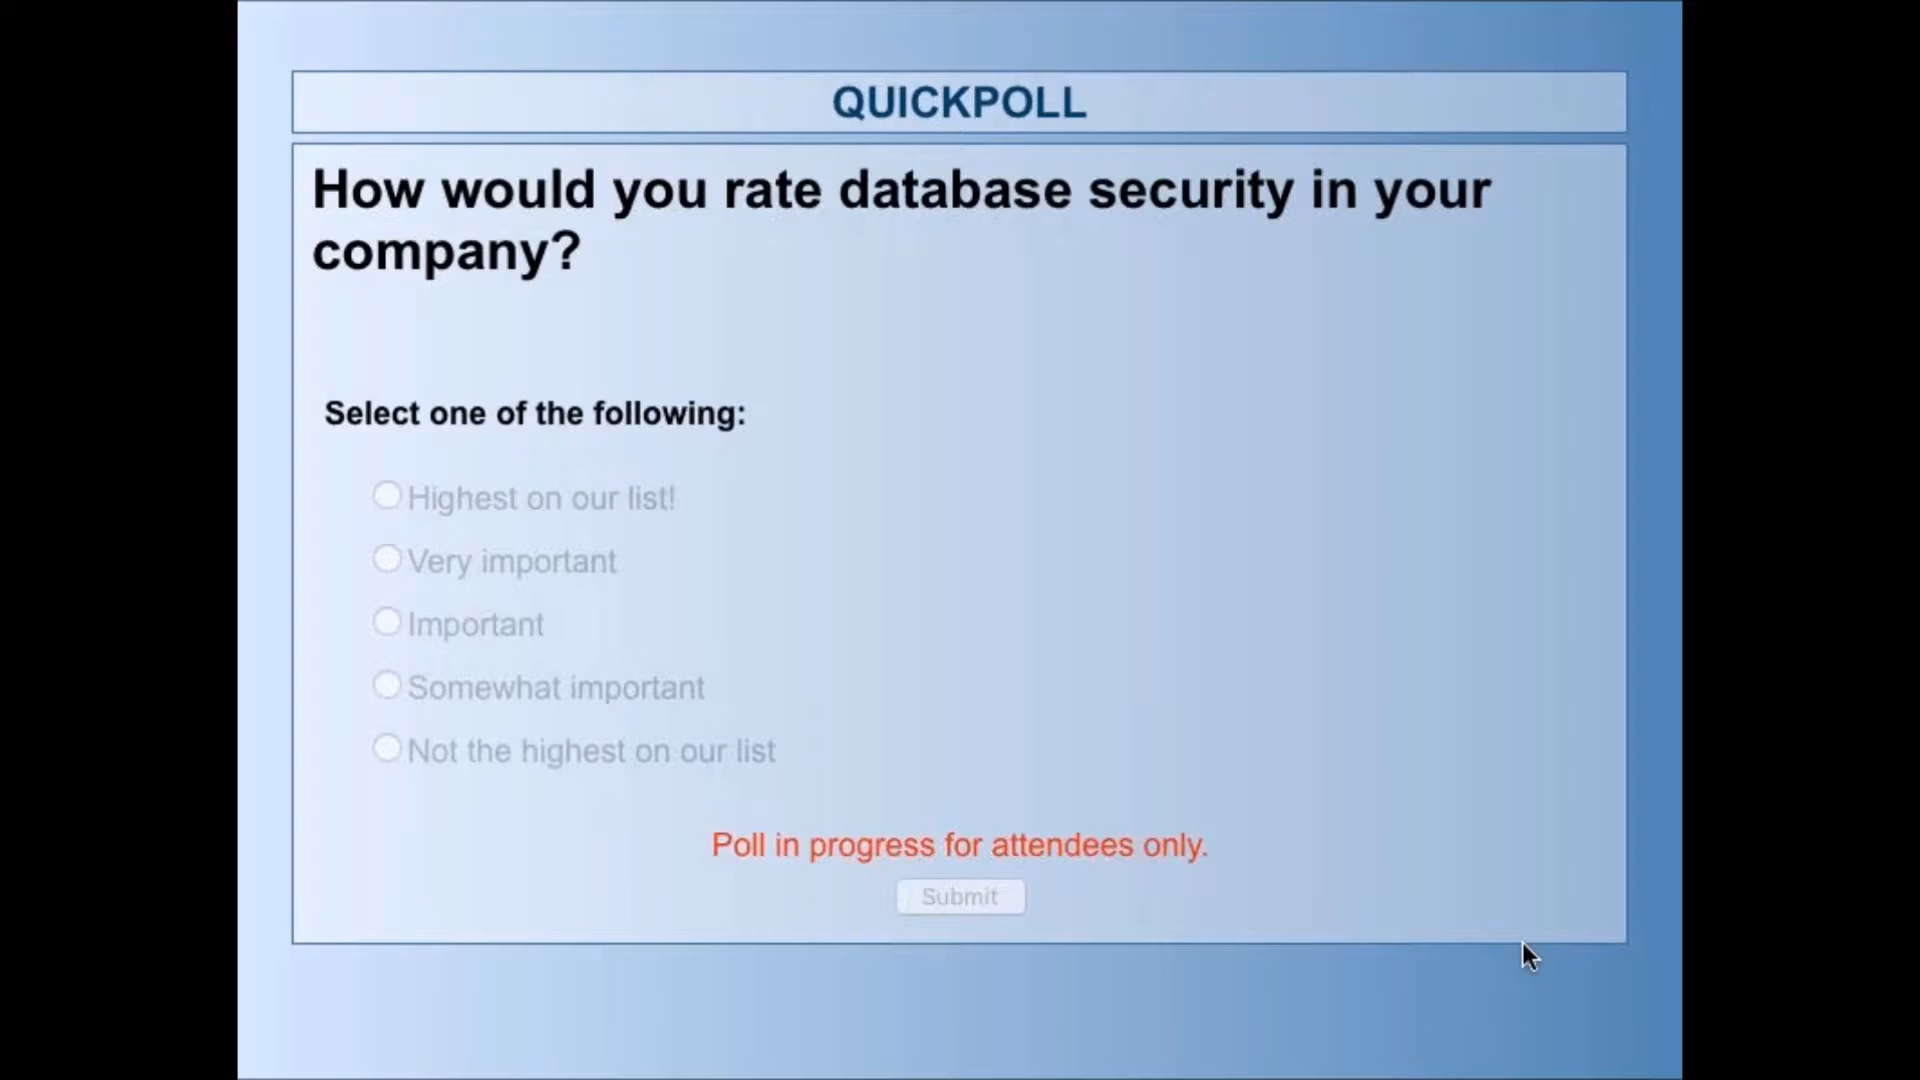 QUICKPOLL
How would you rate database security in your
company?
Select one of the following:
Highest on our list!
Very important
Important
Somewhat important
Not the highest on our list
Poll in progress for attendees only.
Submit